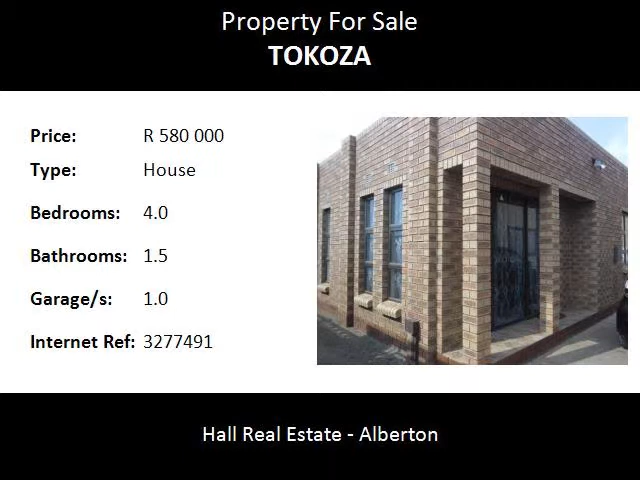 Property For Sale
TOKOZA
Price: R 580 000
Type: House
Bedrooms: 4.0
Bathrooms: 1.5
Garage/s: 1.0
Internet Ref: 3277491
Hall Real Estate - Alberton